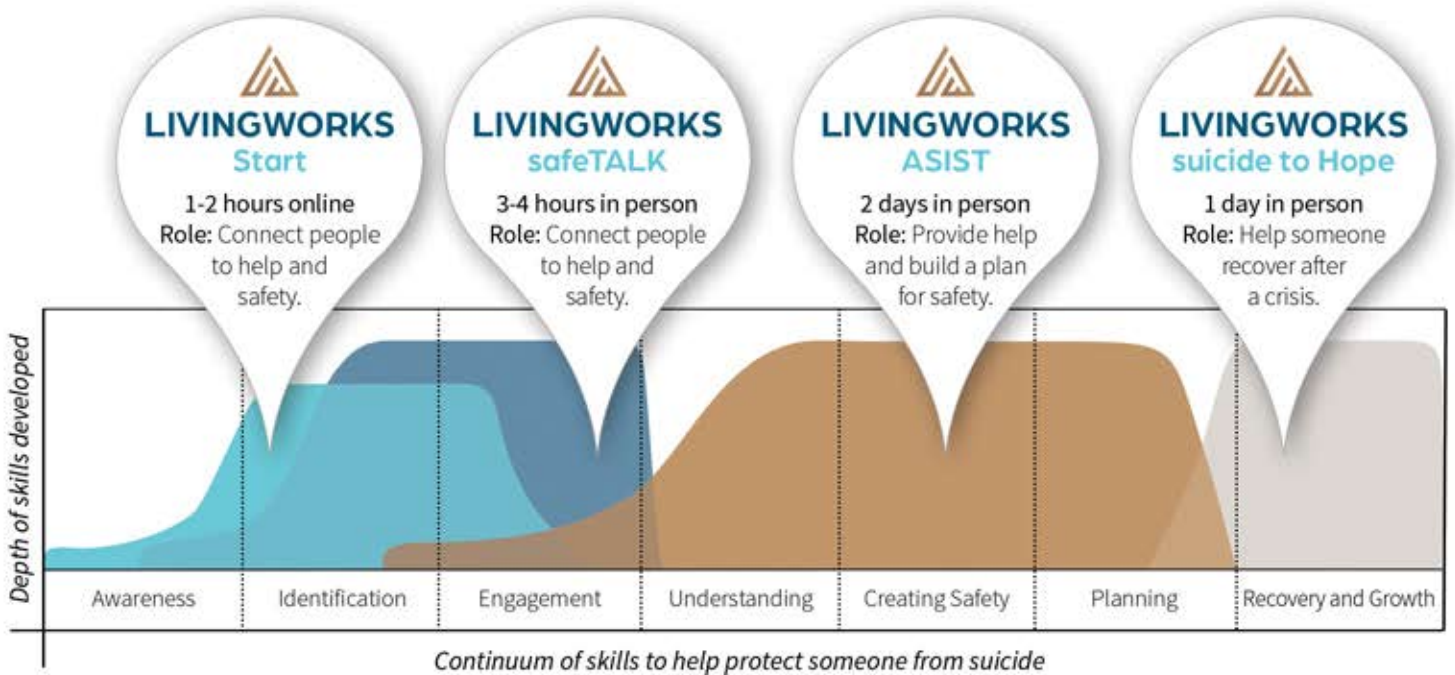 LIVINGWORKS
Start
1-2 hours online
Role: Connect people
to help and
safety.
LIVINGWORKS
safeTALK
3-4 hours in person
Role: Connect people
to help and
safety.
LIVINGWORKS
ASIST
2 days in person
Role: Provide help
and build a plan
for safety.
LIVINGWORKS
suicide to Hope
1 day in person
Role: Help someone
recover after
a crisis.
Depth of skills developed
Awareness
Identification
Engagement
Understanding
Creating Safety
Planning
Recovery and Growth
Continuum of skills to help protect someone from suicide